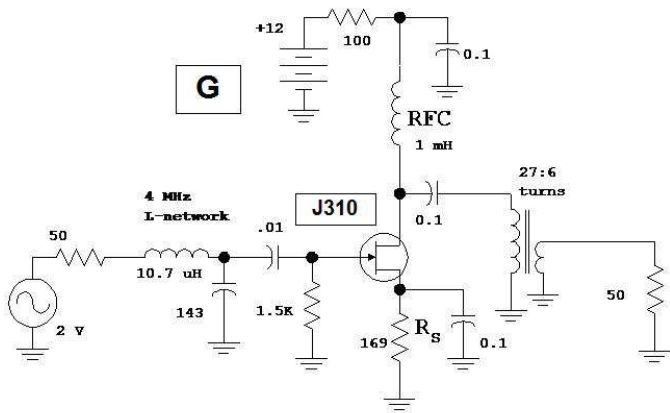 +12
100
0.1
G
RFC
1 mH
27:6
turns
4 MHz
L-network
J310
.01
0.1
50
10.7 uH
143
1.5K
2 V
Rs
169
0.1
50